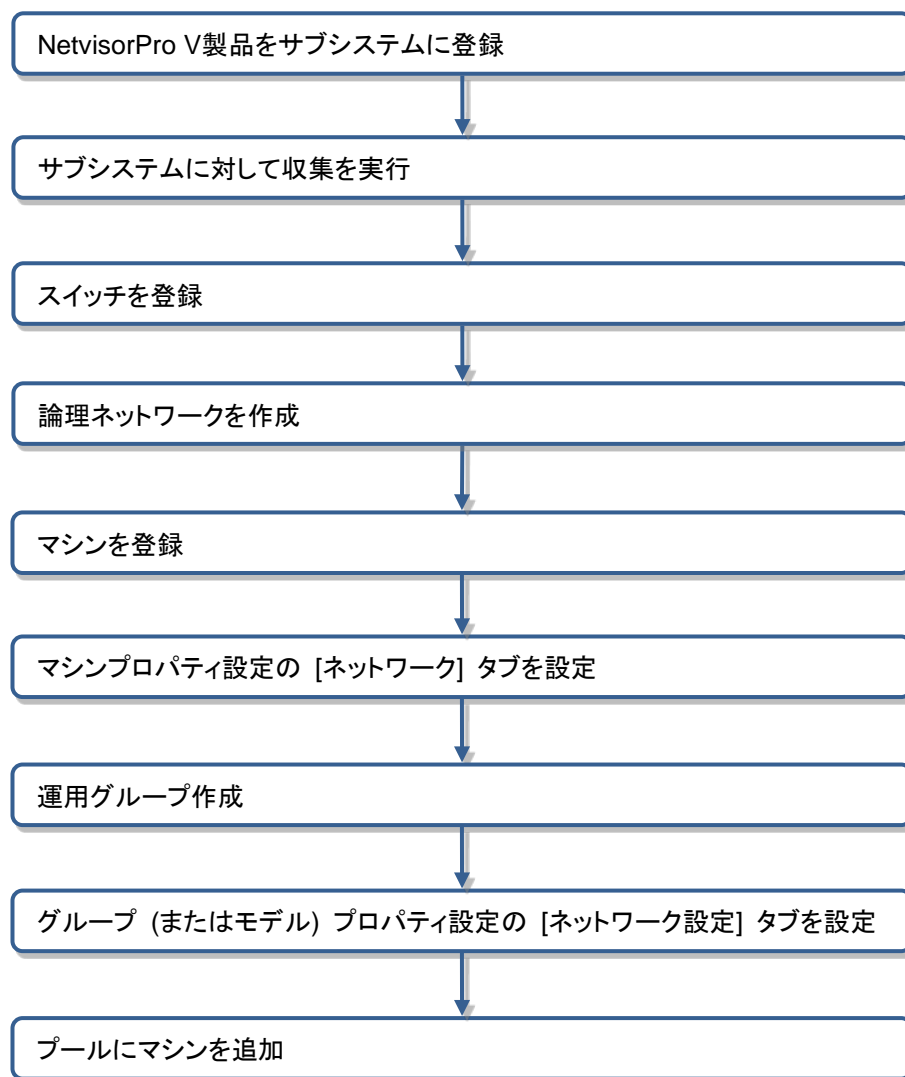 NetvisorPro V製品をサブシステムに登録
サブシステムに対して収集を実行
スイッチを登録
論理ネットワークを作成
マシンを登録
マシンプロパティ設定の [ネットワーク] タブを設定
運用グループ作成
グループ (またはモデル) プロパティ設定の [ネットワーク設定] タブを設定
プールにマシンを追加